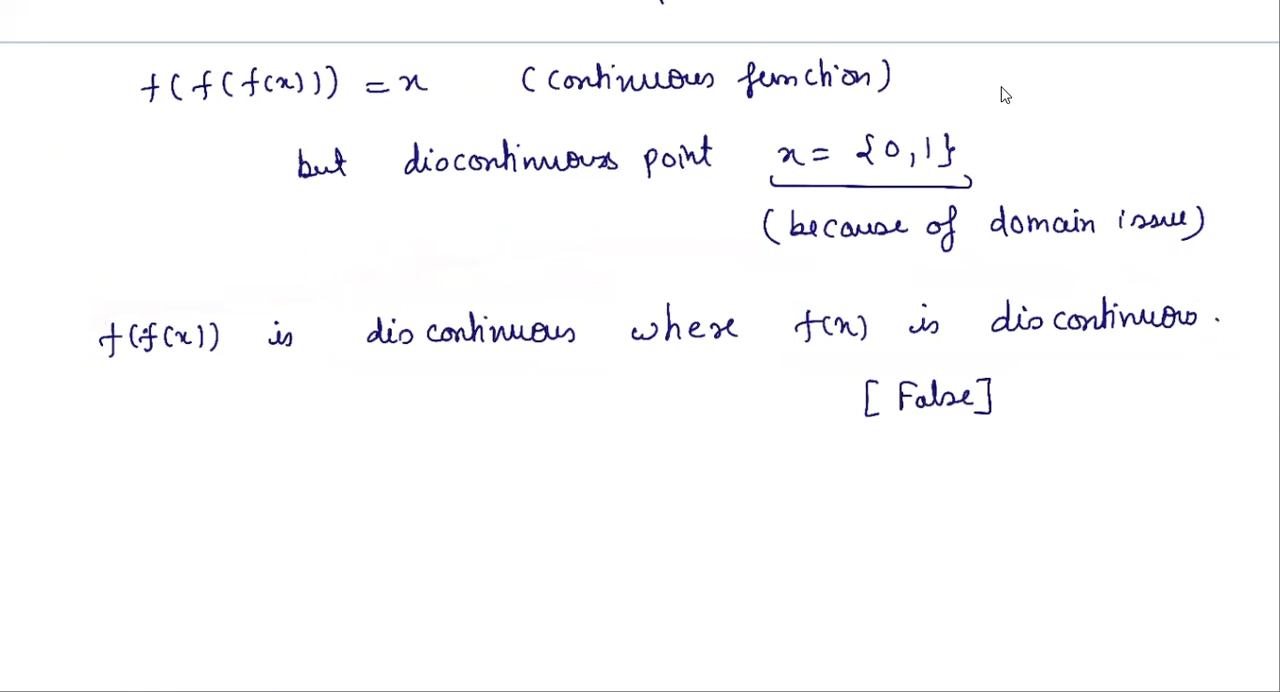 f(f(f(x))) = x (continuous function)
but discontinuous point x = {0,1}
(because of domain issue)
f(f(x)) is discontinuous where f(x) is discontinuous.
[False]